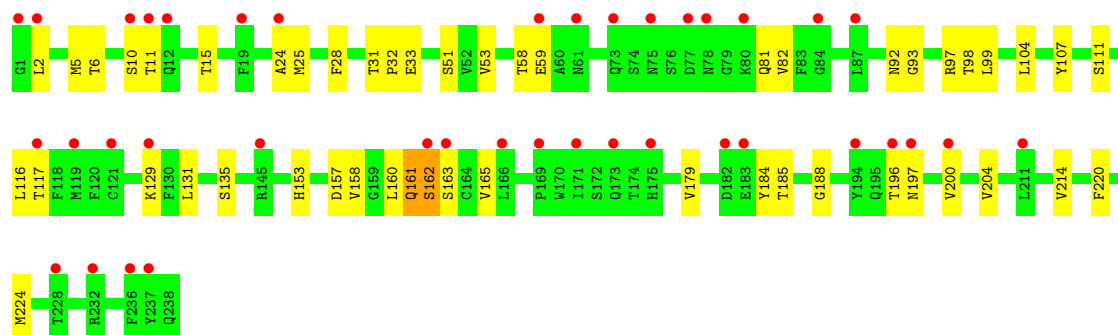 G1 L2 M5 T6 S10 T11 Q12 T15 F19 A24 M25 F28 T31 P32 E33 S51 V52 V53 T58 E59 A60 N61 Q73 S74 N75 S76 D77 N78 G79 K80 Q81 V82 F83 G84 L87 N92 G93 R97 T98 L99 L104 Y107 S111
L116 T117 F118 M119 F120 C121 K129 F130 L131 S135 R145 H153 D157 V158 G159 L160 Q161 S162 S163 C164 V165 L166 P169 W170 I171 S172 Q173 T174 H175 V179 D182 E183 Y184 T185 G188 Y194 Q195 T196 N197 V200 V204 L211 V214 F220
M224 T228 R232 F236 Y237 Q238